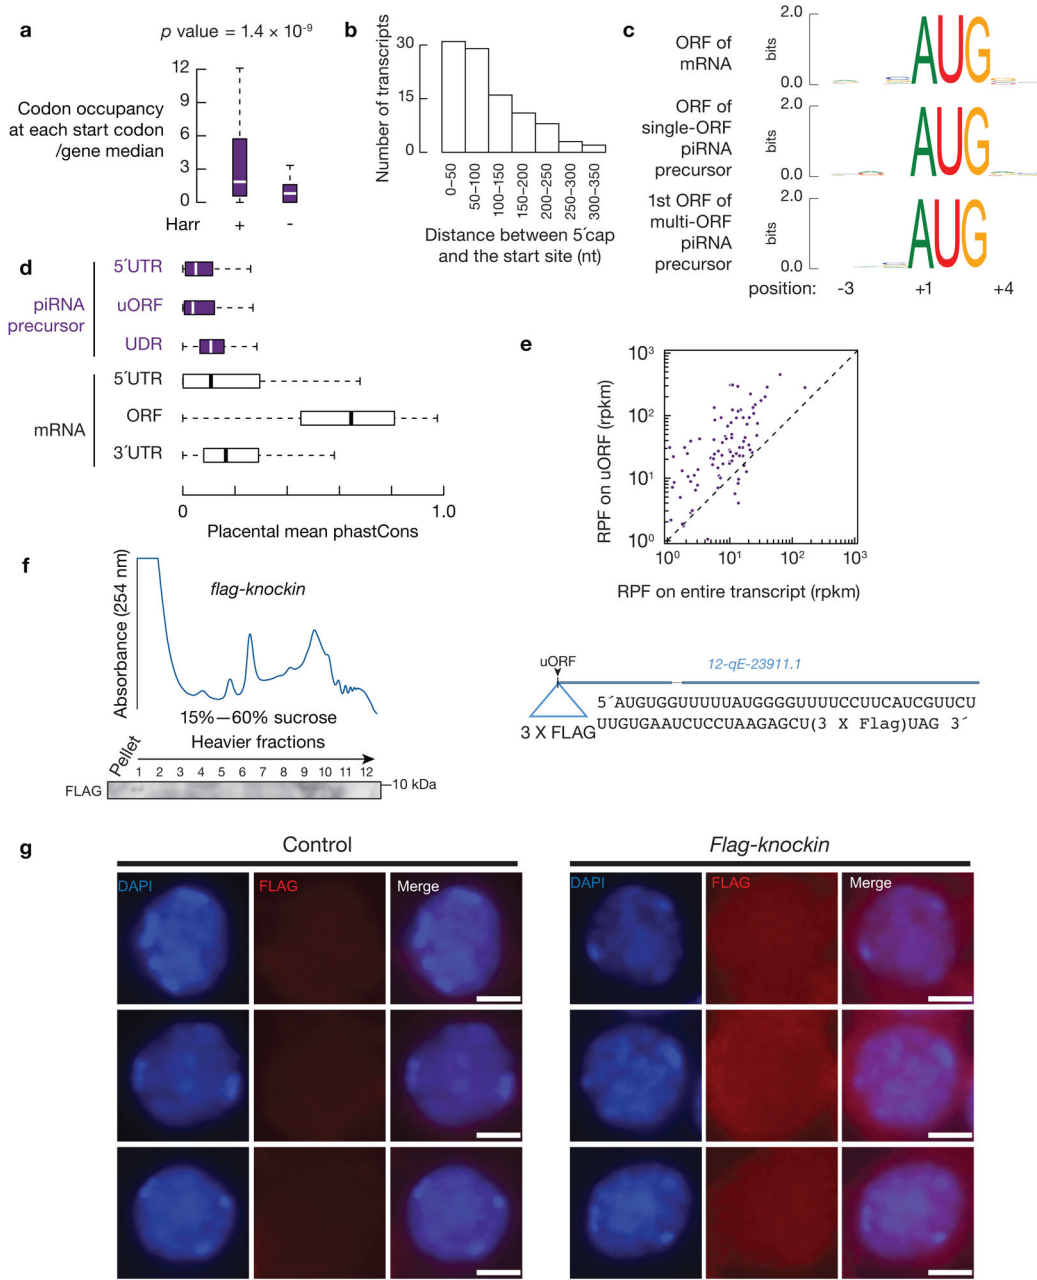 a
p value = 1.4 × 10⁻⁹
Codon occupancy
at each start codon
/gene median
12
9
6
3
0
Harr
+
-
b
Number of transcripts
30
15
0
0–50
50–100
100–150
150–200
200–250
250–300
300–350
Distance between 5´cap
and the start site (nt)
c
ORF of
mRNA
2.0
bits
0.0
AUG
ORF of
single-ORF
piRNA
precursor
2.0
bits
0.0
AUG
1st ORF of
multi-ORF
piRNA
precursor
2.0
bits
0.0
AUG
position:
-3
+1
+4
d
piRNA
precursor
5´UTR
uORF
UDR
mRNA
5´UTR
ORF
3´UTR
0
1.0
Placental mean phastCons
e
RPF on uORF (rpkm)
10³
10²
10¹
10⁰
10⁰
10¹
10²
10³
RPF on entire transcript (rpkm)
f
Absorbance (254 nm)
flag-knockin
15%—60% sucrose
Heavier fractions
Pellet
1 2 3 4 5 6 7 8 9 10 11 12
FLAG
10 kDa
uORF
12-qE-23911.1
3 X FLAG
5´AUGUGGUUUUUAUGGGGUUUUCCUUCAUCGUUCU
UUGUGAAUCUCCUAAGAGCU(3 X Flag)UAG 3´
g
Control
Flag-knockin
DAPI
FLAG
Merge
DAPI
FLAG
Merge